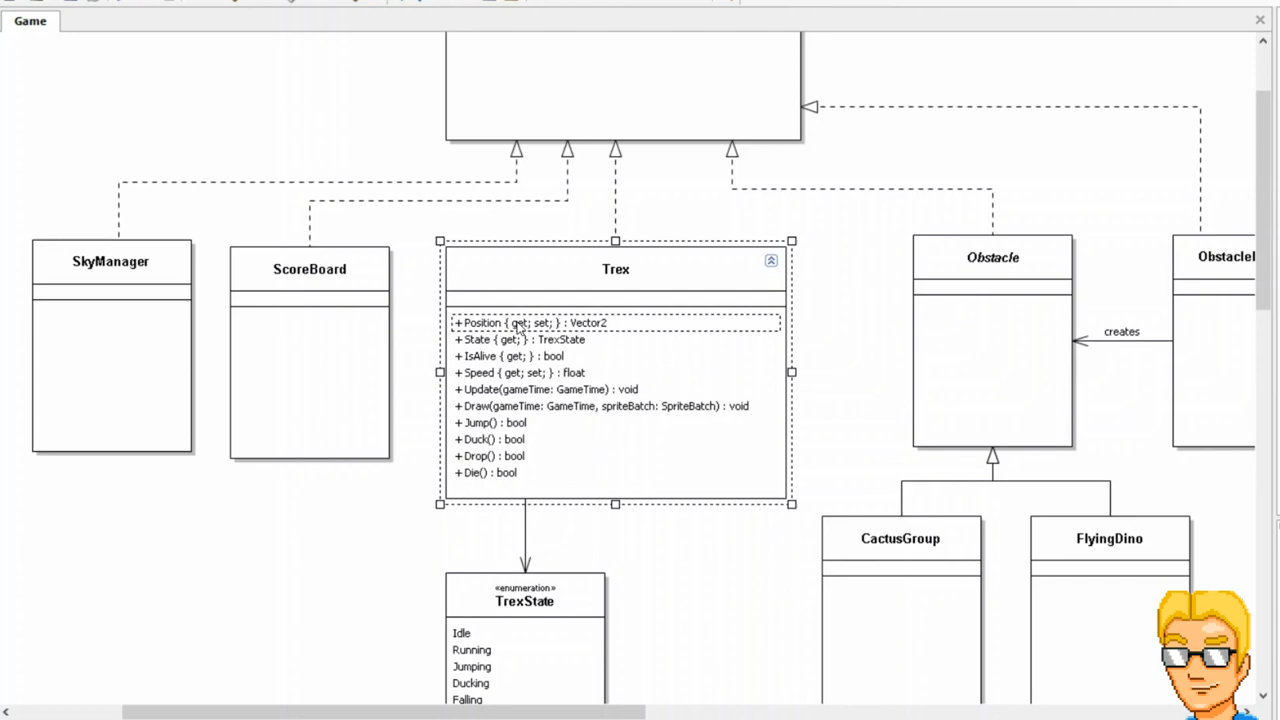 Game
SkyManager
ScoreBoard
Trex
+ Position { get; set; } : Vector2
+ State { get; } : TrexState
+ IsAlive { get; } : bool
+ Speed { get; set; } : float
+ Update(gameTime: GameTime) : void
+ Draw(gameTime: GameTime, spriteBatch: SpriteBatch) : void
+ Jump() : bool
+ Duck() : bool
+ Drop() : bool
+ Die() : bool
Obstacle
creates
CactusGroup
FlyingDino
«enumeration»
TrexState
Idle
Running
Jumping
Ducking
Falling